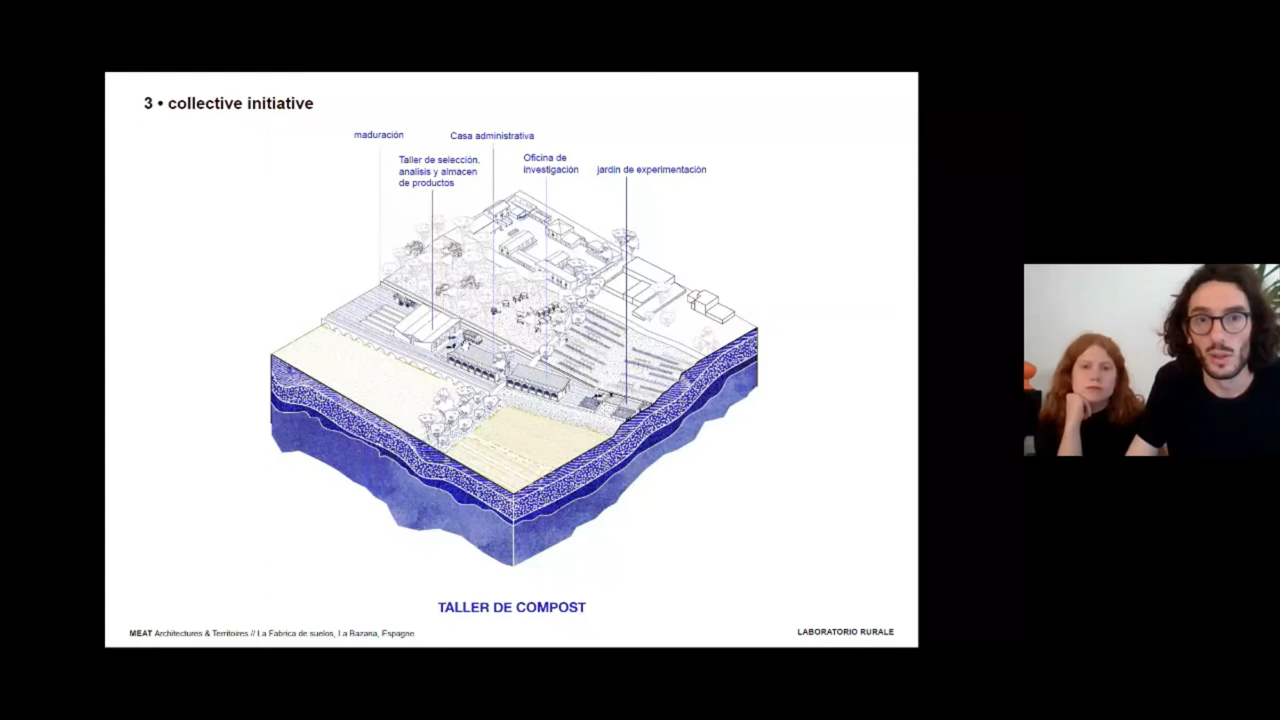 3 • collective initiative
maduración
Casa administrativa
Taller de selección,
analisis y almacen
de productos
Oficina de
investigación
jardin de experimentación
TALLER DE COMPOST
MEAT Architectures & Territoires // La Fabrica de suelos, La Bazana, Espagne
LABORATORIO RURALE